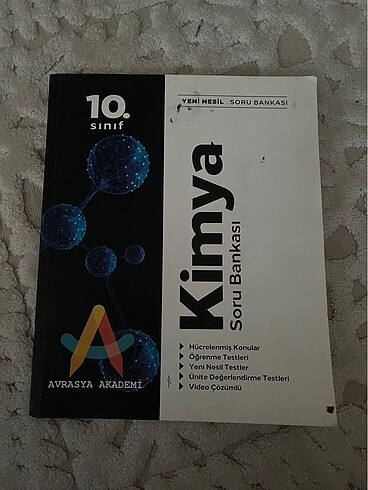 10.
sınıf
YENİ NESİL SORU BANKASI
Kimya
Soru Bankası
Hücrelenmiş Konular
Öğrenme Testleri
Yeni Nesil Testler
Ünite Değerlendirme Testleri
Video Çözümlü
AVRASYA AKADEMİ